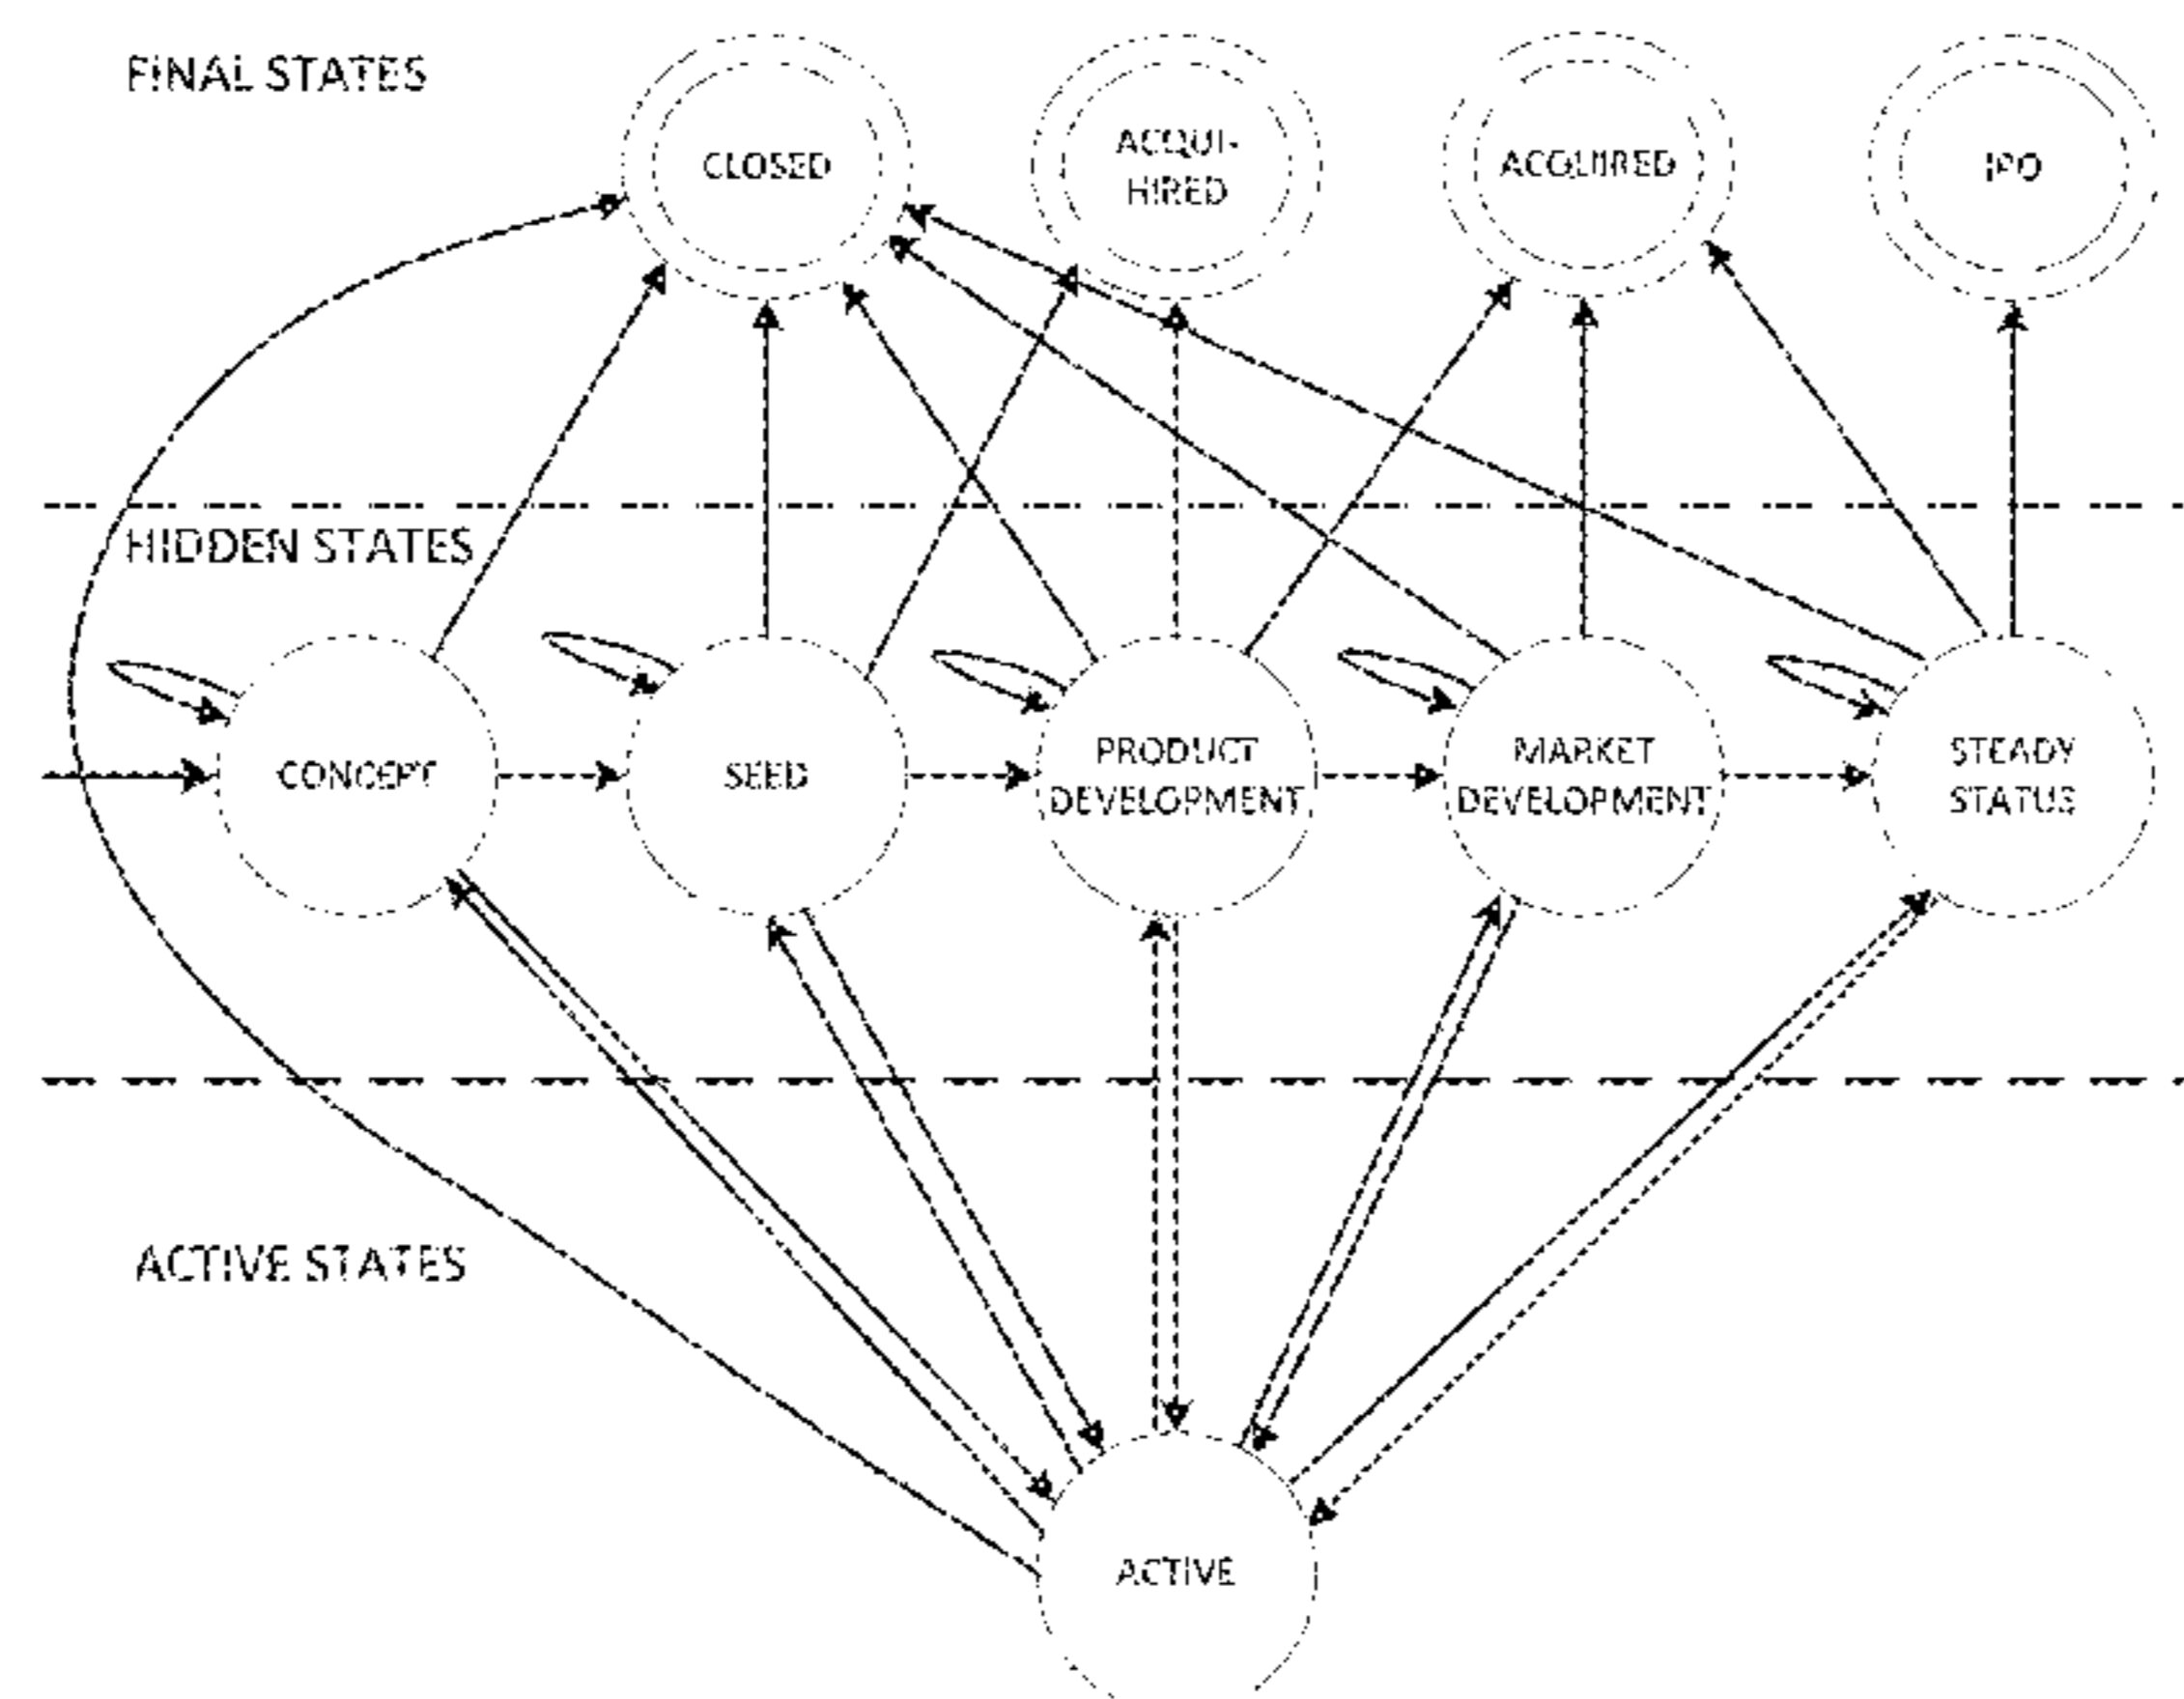 FINAL STATES
CLOSED
ACQUI-
HIRED
ACQUIRED
IPO
HIDDEN STATES
CONCEPT
SEED
PRODUCT
DEVELOPMENT
MARKET
DEVELOPMENT
STEADY
STATUS
ACTIVE STATES
ACTIVE